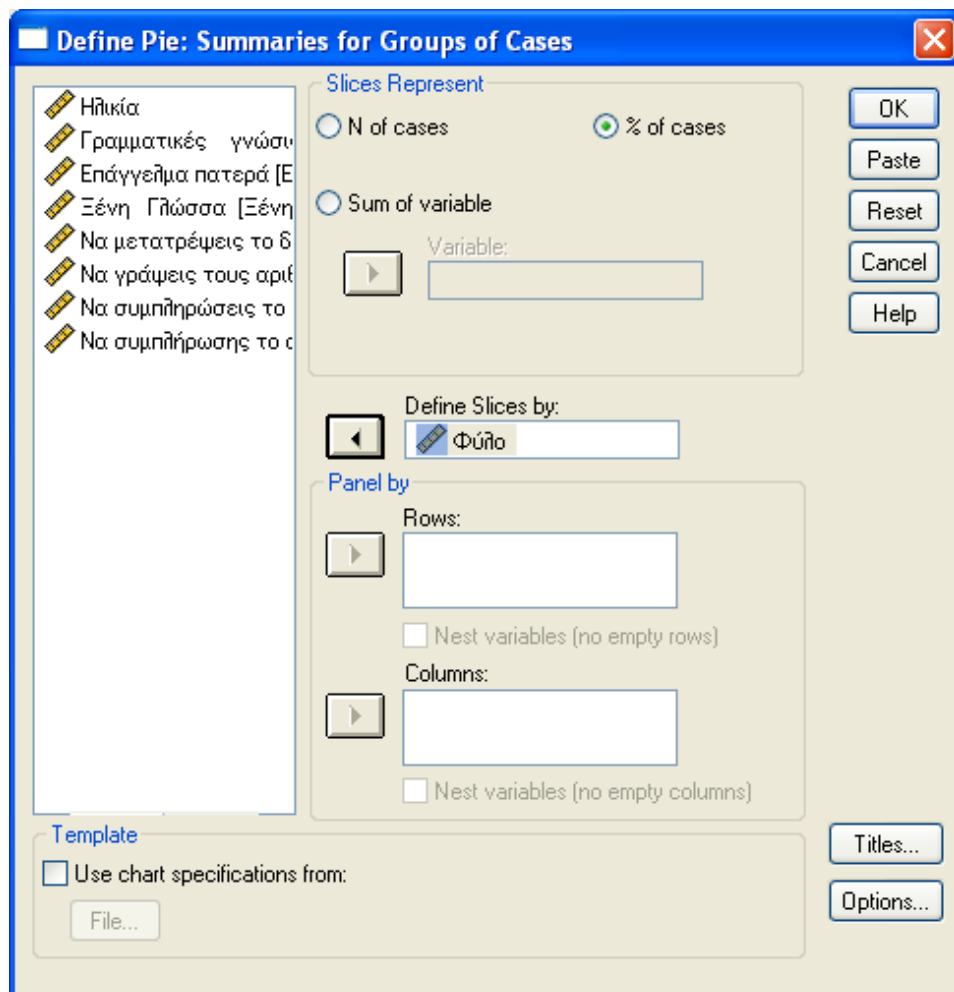 Define Pie: Summaries for Groups of Cases
Ηλικία
Γραμματικές γνώσι
Επάγγελμα πατερά [Ε
Ξένη Γλώσσα [Ξένη
Να μετατρέψεις το δ
Να γράψεις τους αριθ
Να συμπληρώσεις το
Να συμπλήρωσης το α
Slices Represent
N of cases
% of cases
Sum of variable
Variable:
OK
Paste
Reset
Cancel
Help
Define Slices by:
Φύλο
Panel by
Rows:
Nest variables (no empty rows)
Columns:
Nest variables (no empty columns)
Template
Use chart specifications from:
File...
Titles...
Options...